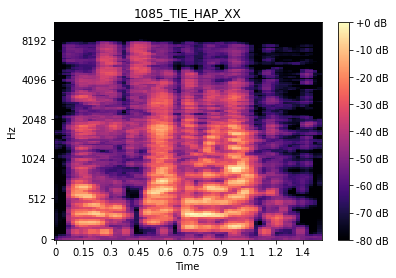 1085_TIE_HAP_XX
8192
4096
2048
1024
512
0
Hz
0 0.15 0.3 0.45 0.6 0.75 0.9 1.1 1.2 1.4
Time
+0 dB
-10 dB
-20 dB
-30 dB
-40 dB
-50 dB
-60 dB
-70 dB
-80 dB